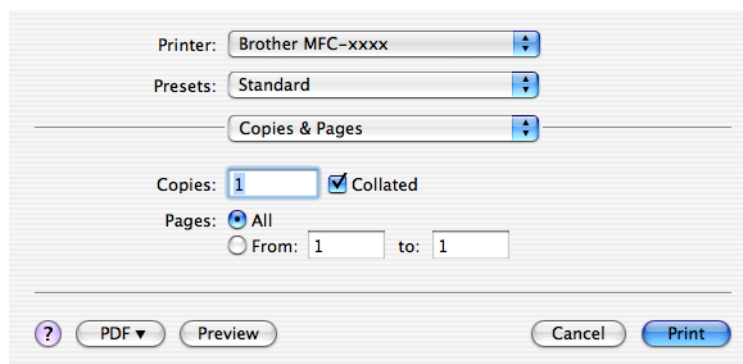 Printer: Brother MFC-xxxx
Presets: Standard
Copies & Pages
Copies: 1 Collated
Pages: All
From: 1 to: 1
? PDF ▼ Preview Cancel Print